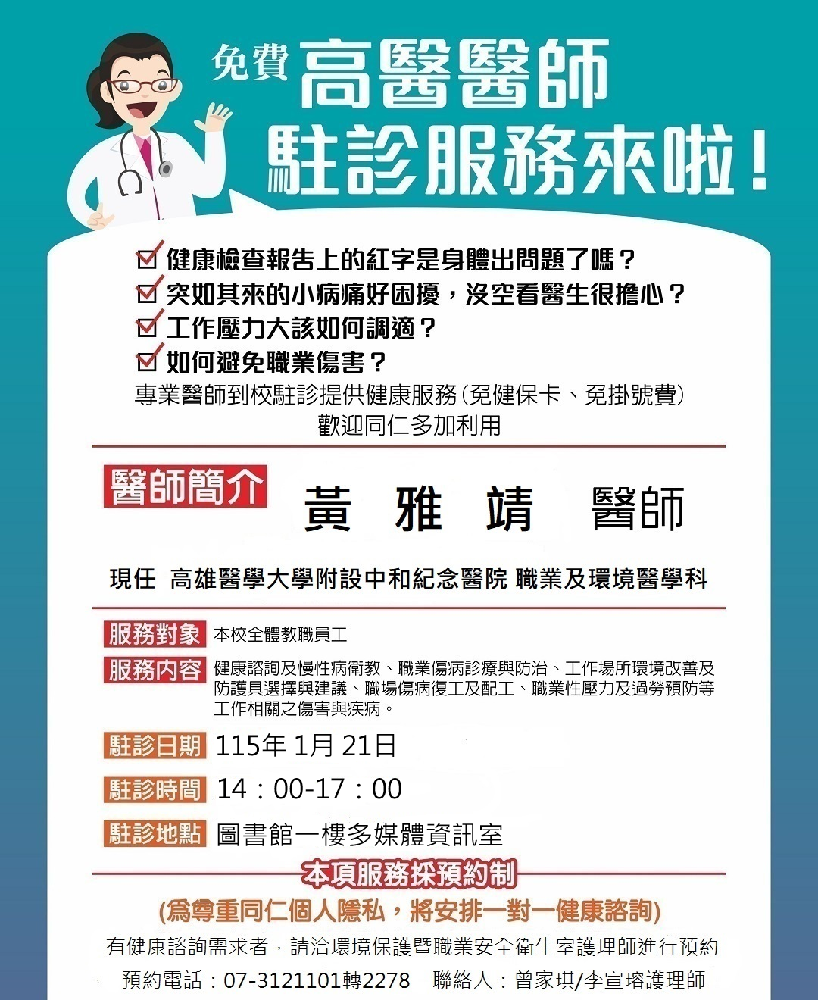 免費 高醫醫師
駐診服務來啦!
健康檢查報告上的紅字是身體出問題了嗎？
突如其來的小病痛好困擾，沒空看醫生很擔心？
工作壓力大該如何調適？
如何避免職業傷害？
專業醫師到校駐診提供健康服務(免健保卡、免掛號費)
歡迎同仁多加利用
醫師簡介 黃 雅 靖 醫師
現任 高雄醫學大學附設中和紀念醫院 職業及環境醫學科
服務對象 本校全體教職員工
服務內容 健康諮詢及慢性病衛教、職業傷病診療與防治、工作場所環境改善及
防護具選擇與建議、職場傷病復工及配工、職業性壓力及過勞預防等
工作相關之傷害與疾病。
駐診日期 115年 1月 21日
駐診時間 14：00-17：00
駐診地點 圖書館一樓多媒體資訊室
本項服務採預約制
(為尊重同仁個人隱私，將安排一對一健康諮詢)
有健康諮詢需求者，請洽環境保護暨職業安全衛生室護理師進行預約
預約電話：07-3121101轉2278 聯絡人：曾家琪/李宣瑢護理師